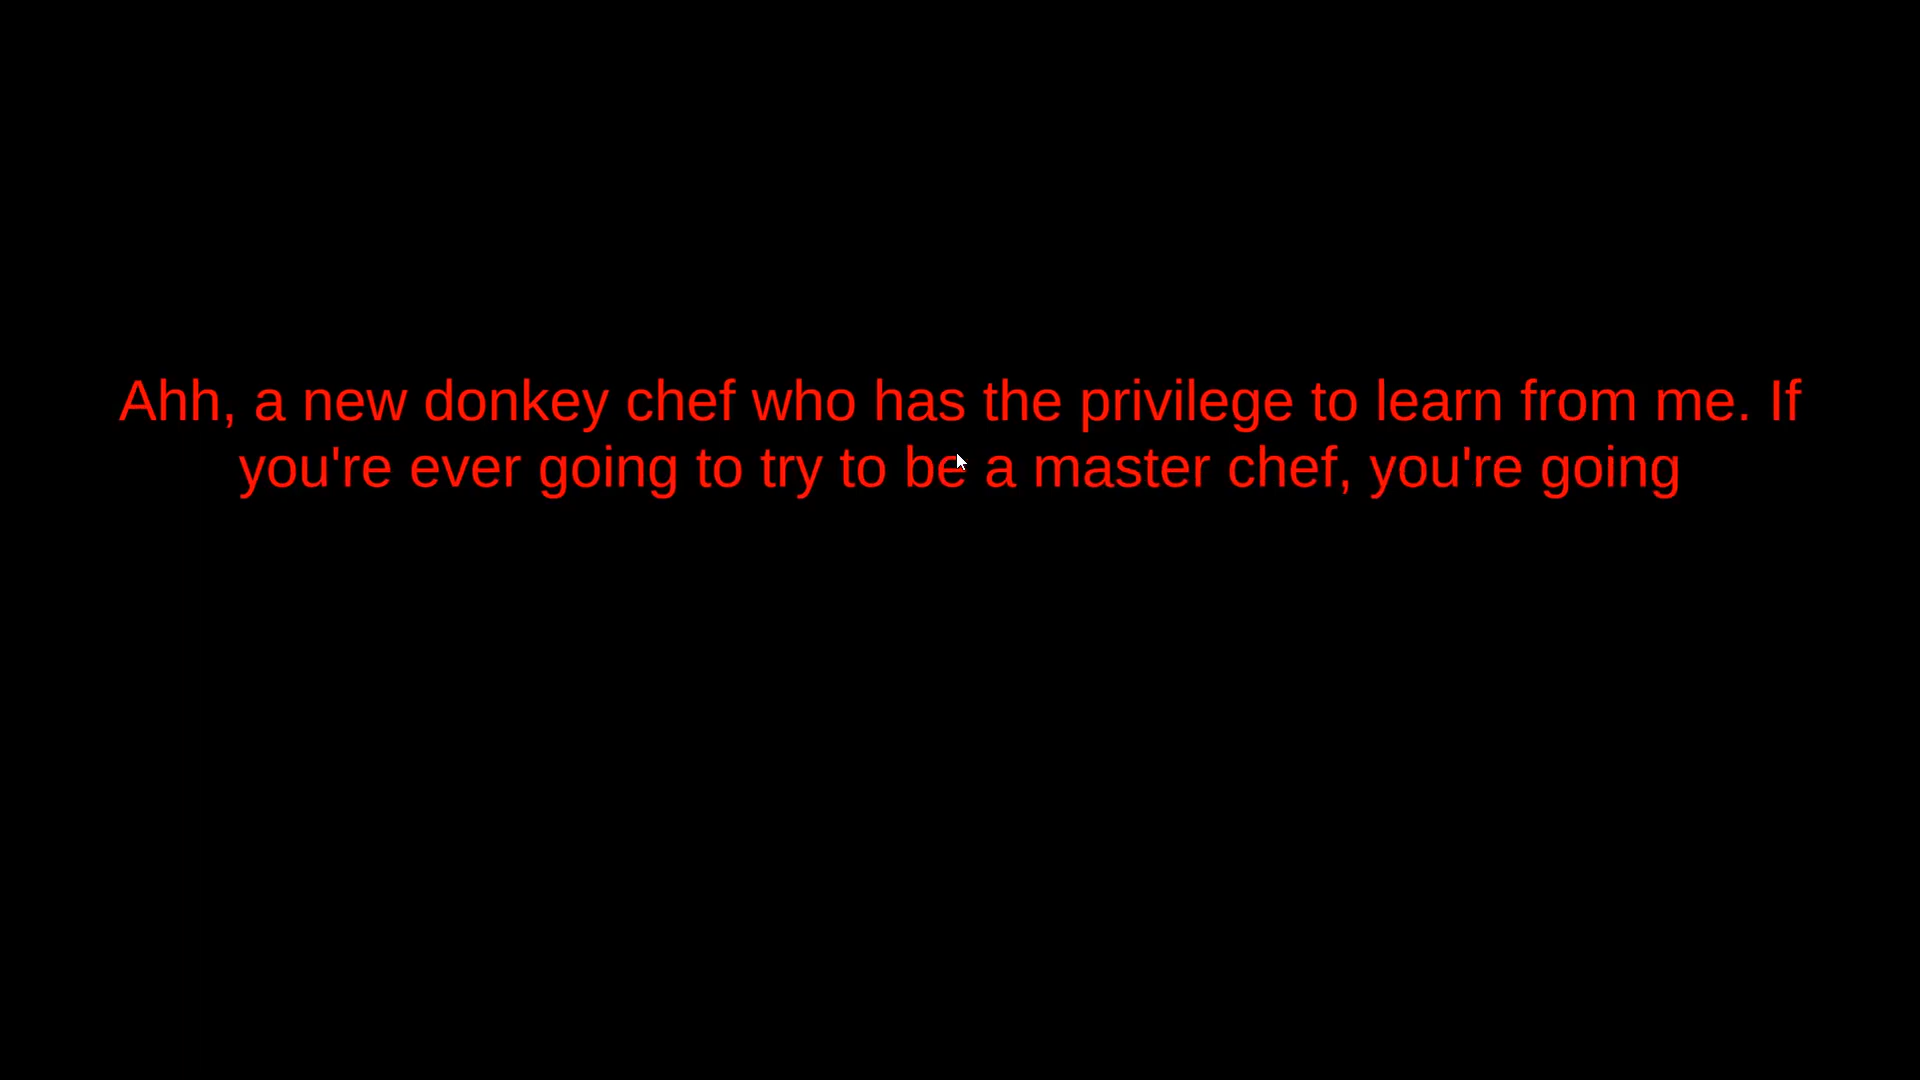 Ahh, a new donkey chef who has the privilege to learn from me. If
you're ever going to try to be a master chef, you're going